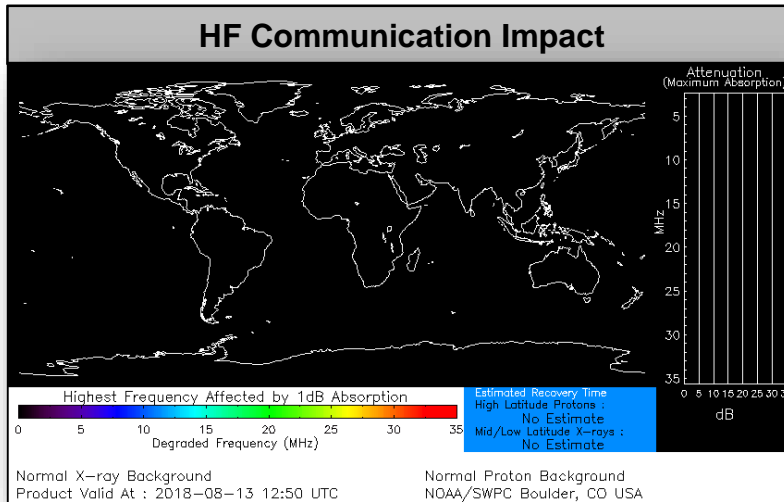 HF Communication Impact
Attenuation
(Maximum Absorption)
5
10
15
20
25
30
35
MHz
0 5 10 15 20 25 30
dB
Highest Frequency Affected by 1dB Absorption
0 5 10 15 20 25 30 35
Degraded Frequency (MHz)
Estimated Recovery Time
High Latitude Protons :
No Estimate
Mid/Low Latitude X-rays :
No Estimate
Normal X-ray Background
Normal Proton Background
Product Valid At : 2018-08-13 12:50 UTC
NOAA/SWPC Boulder, CO USA